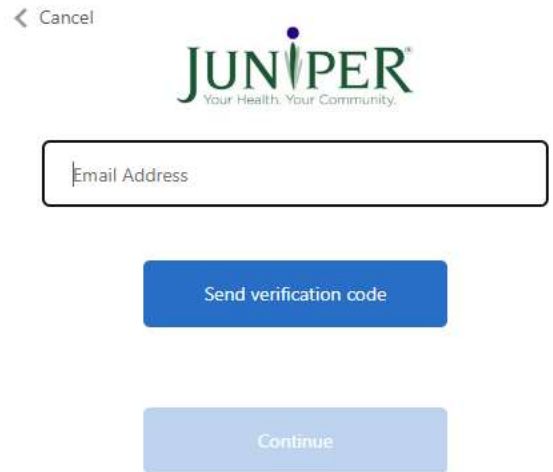 Cancel
JUNIPER®
Your Health. Your Community.
Email Address
Send verification code
Continue